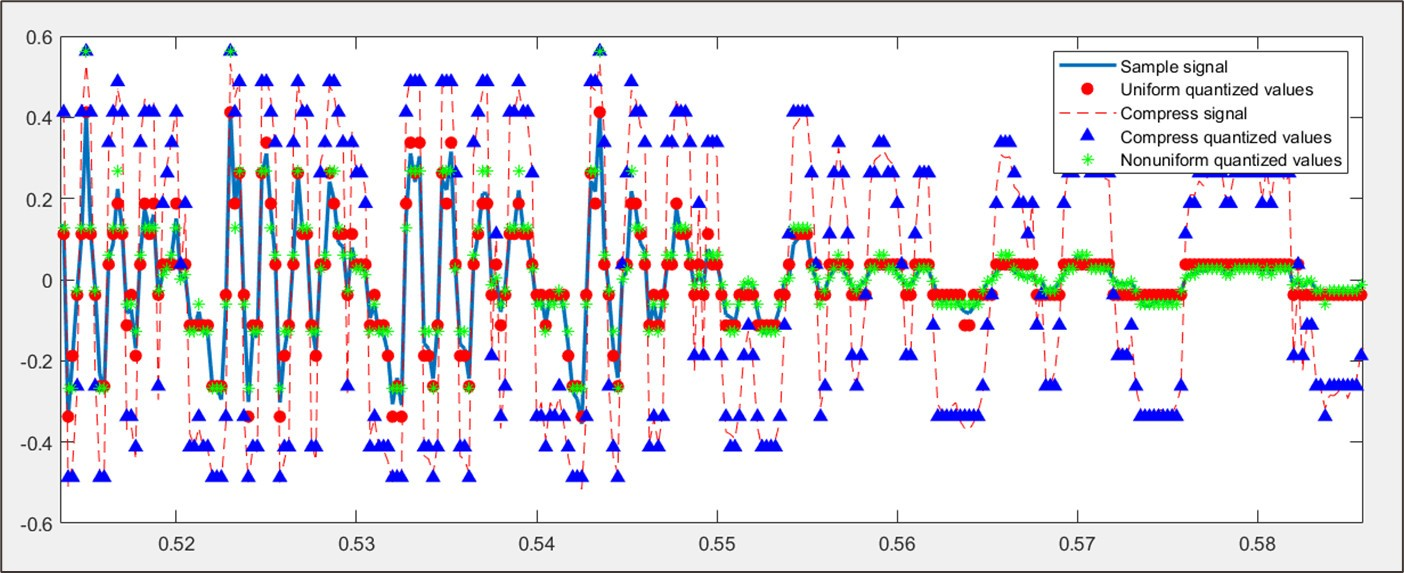 0.6
0.4
0.2
0
-0.2
-0.4
-0.6
0.52 0.53 0.54 0.55 0.56 0.57 0.58
Sample signal
Uniform quantized values
Compress signal
Compress quantized values
Nonuniform quantized values